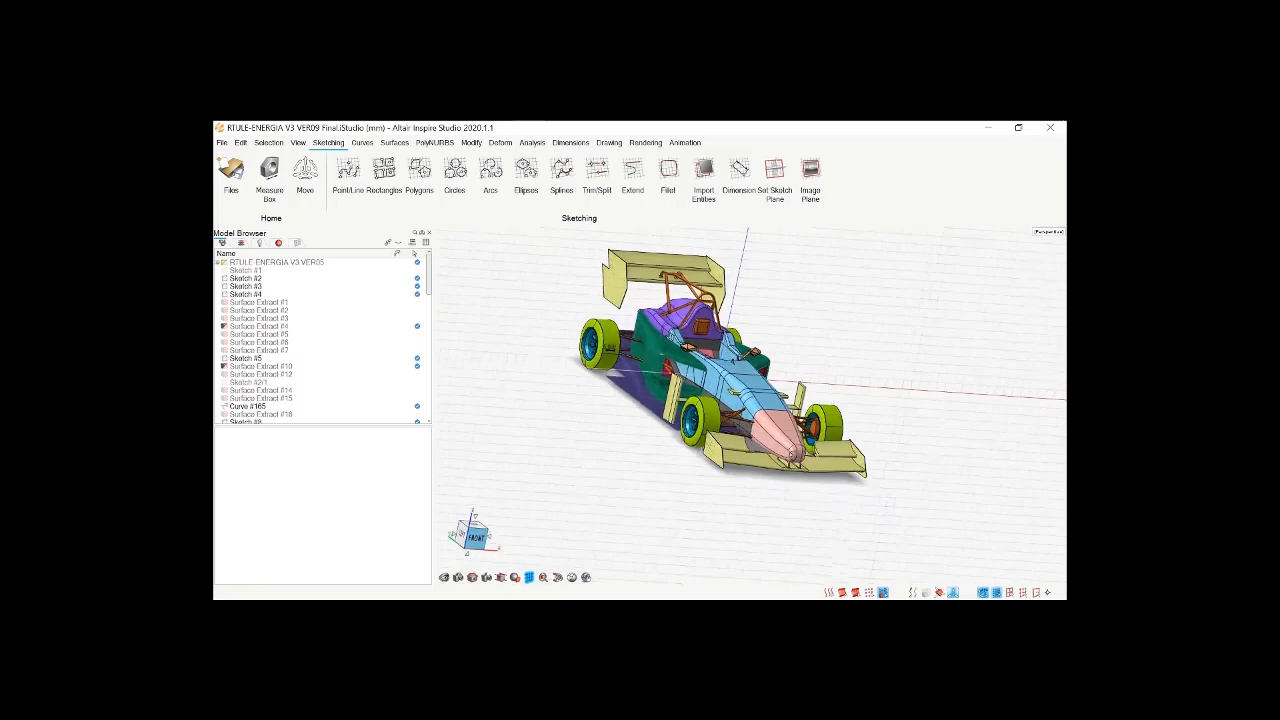 RTULE-ENERGIA V3 VER09 Final.iStudio (mm) - Altair Inspire Studio 2020.1.1
File Edit Selection View Sketching Curves Surfaces PolyNURBS Modify Deform Analysis Dimensions Drawing Rendering Animation
Files Measure Box Move Point/Line Rectangles Polygons Circles Arcs Ellipses Splines Trim/Split Extend Fillet Import Entities Dimension Set Sketch Plane Image Plane
Home Sketching
Model Browser
[Perspective]
Name
RTULE-ENERGIA V3 VER05
Sketch #1
Sketch #2
Sketch #3
Sketch #4
Surface Extract #1
Surface Extract #2
Surface Extract #3
Surface Extract #4
Surface Extract #5
Surface Extract #6
Surface Extract #7
Sketch #5
Surface Extract #10
Surface Extract #12
Sketch #2/1
Surface Extract #14
Surface Extract #15
Curve #165
Surface Extract #16
FRONT